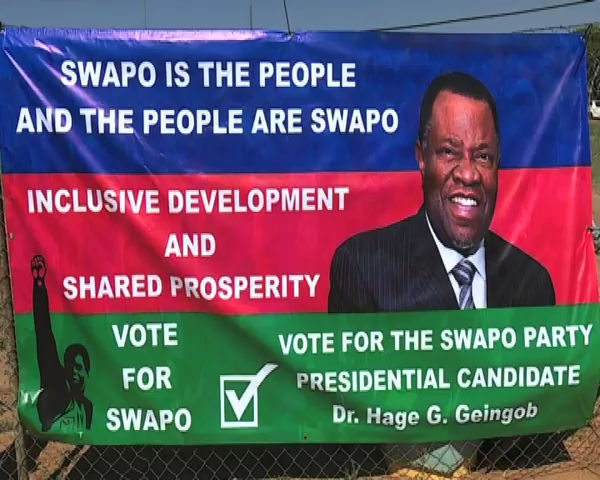 SWAPO IS THE PEOPLE
AND THE PEOPLE ARE SWAPO
INCLUSIVE DEVELOPMENT
AND
SHARED PROSPERITY
VOTE
FOR
SWAPO
VOTE FOR THE SWAPO PARTY
PRESIDENTIAL CANDIDATE
Dr. Hage G. Geingob